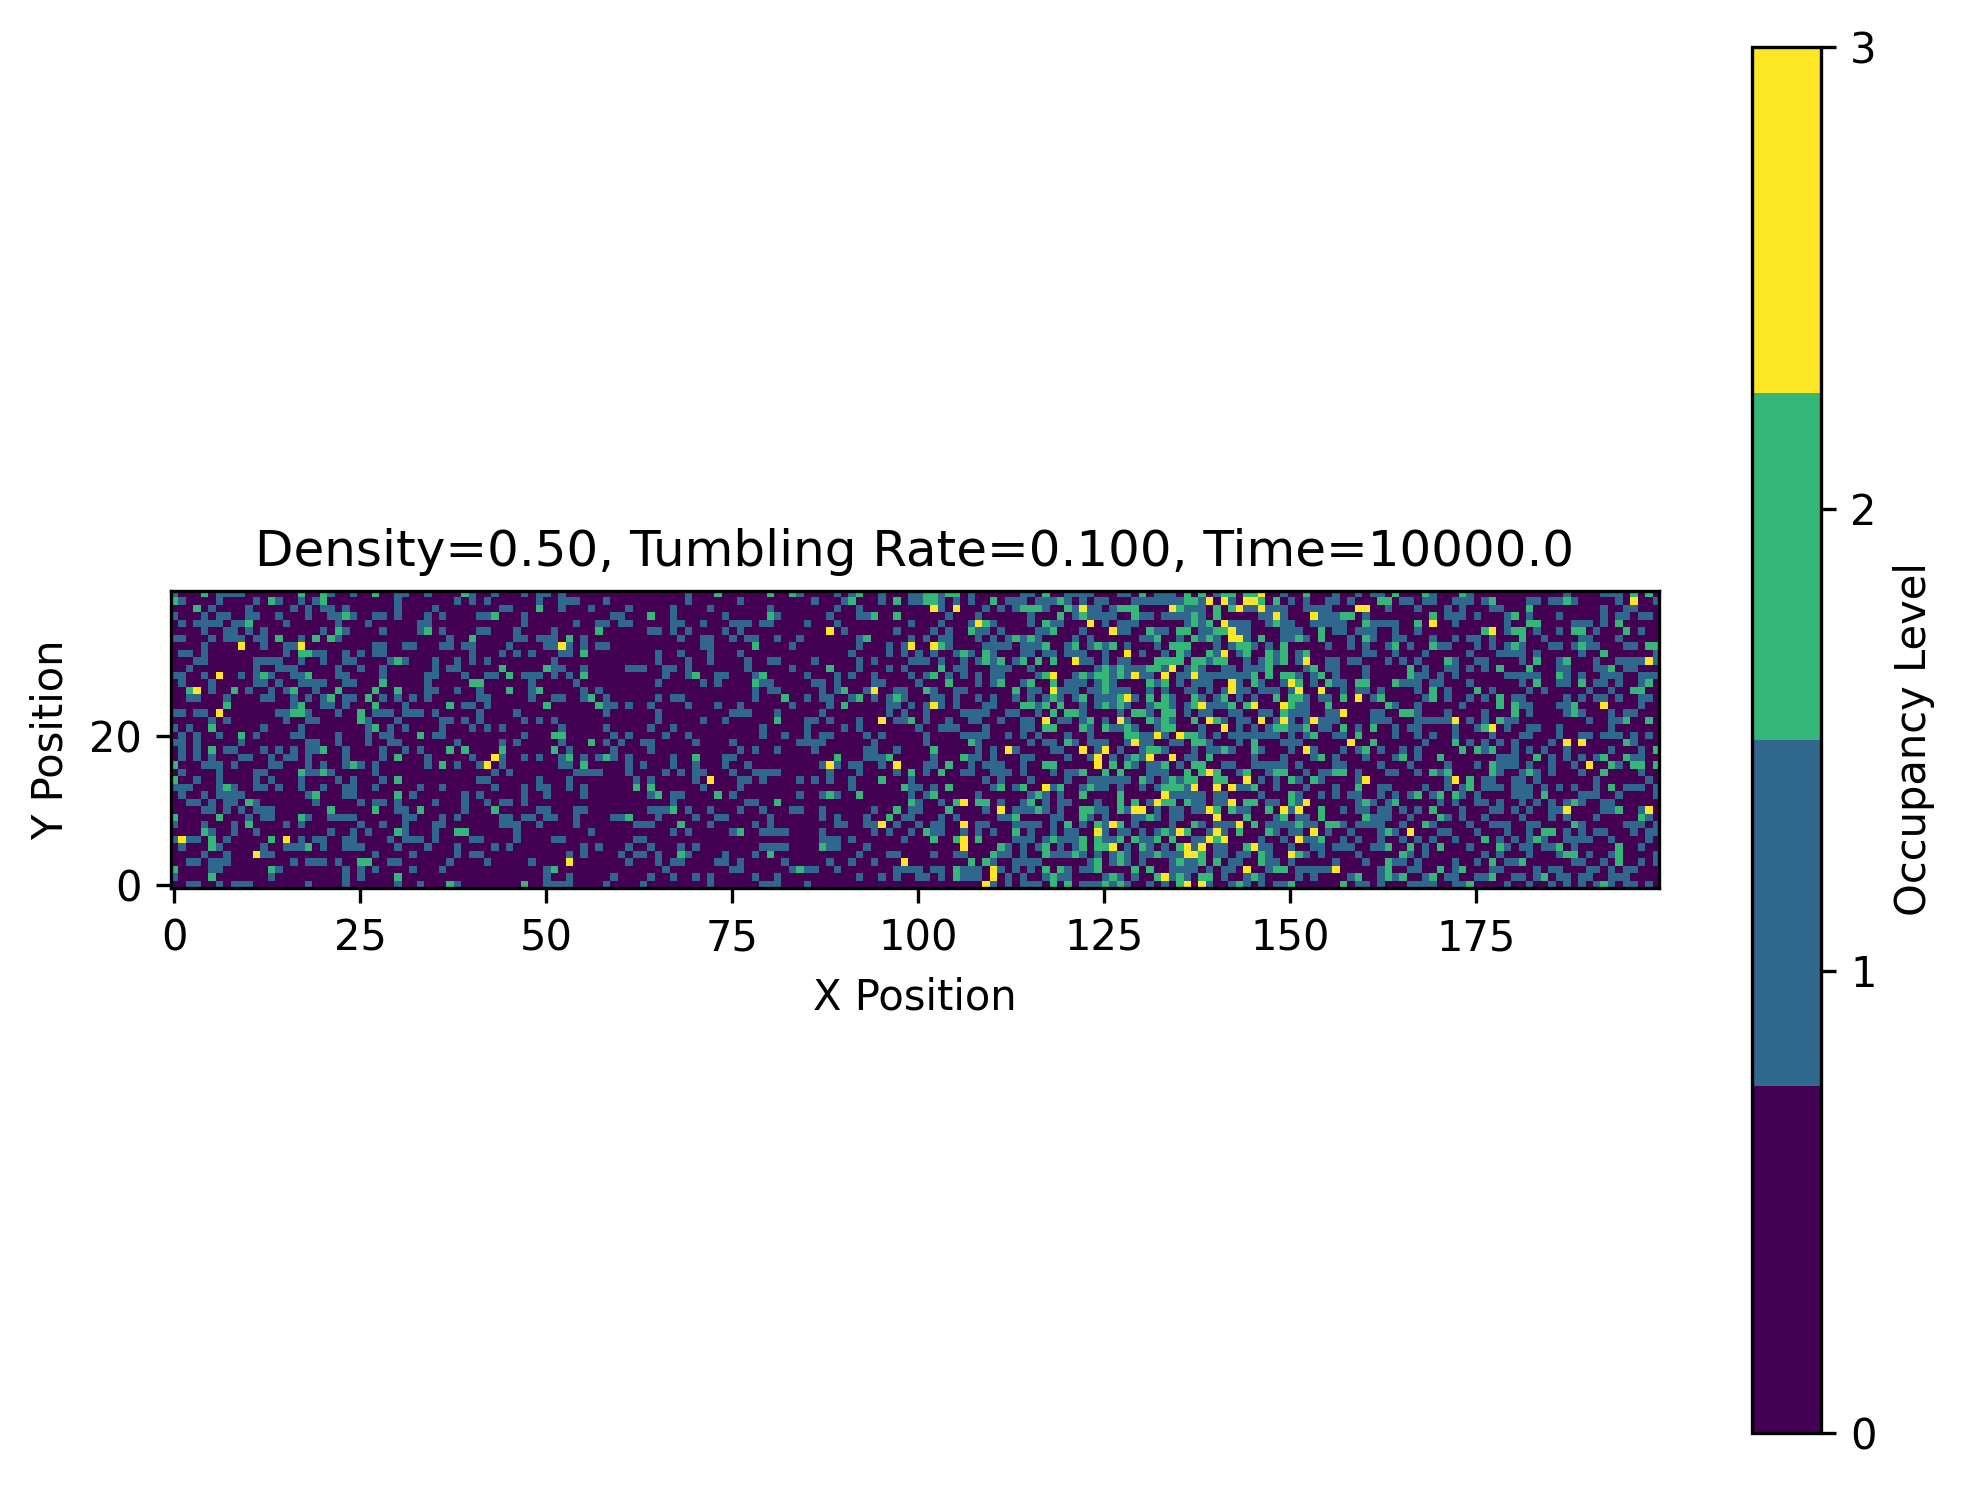 Density=0.50, Tumbling Rate=0.100, Time=10000.0
Y Position
20
0
0 25 50 75 100 125 150 175
X Position
3
2
1
0
Occupancy Level